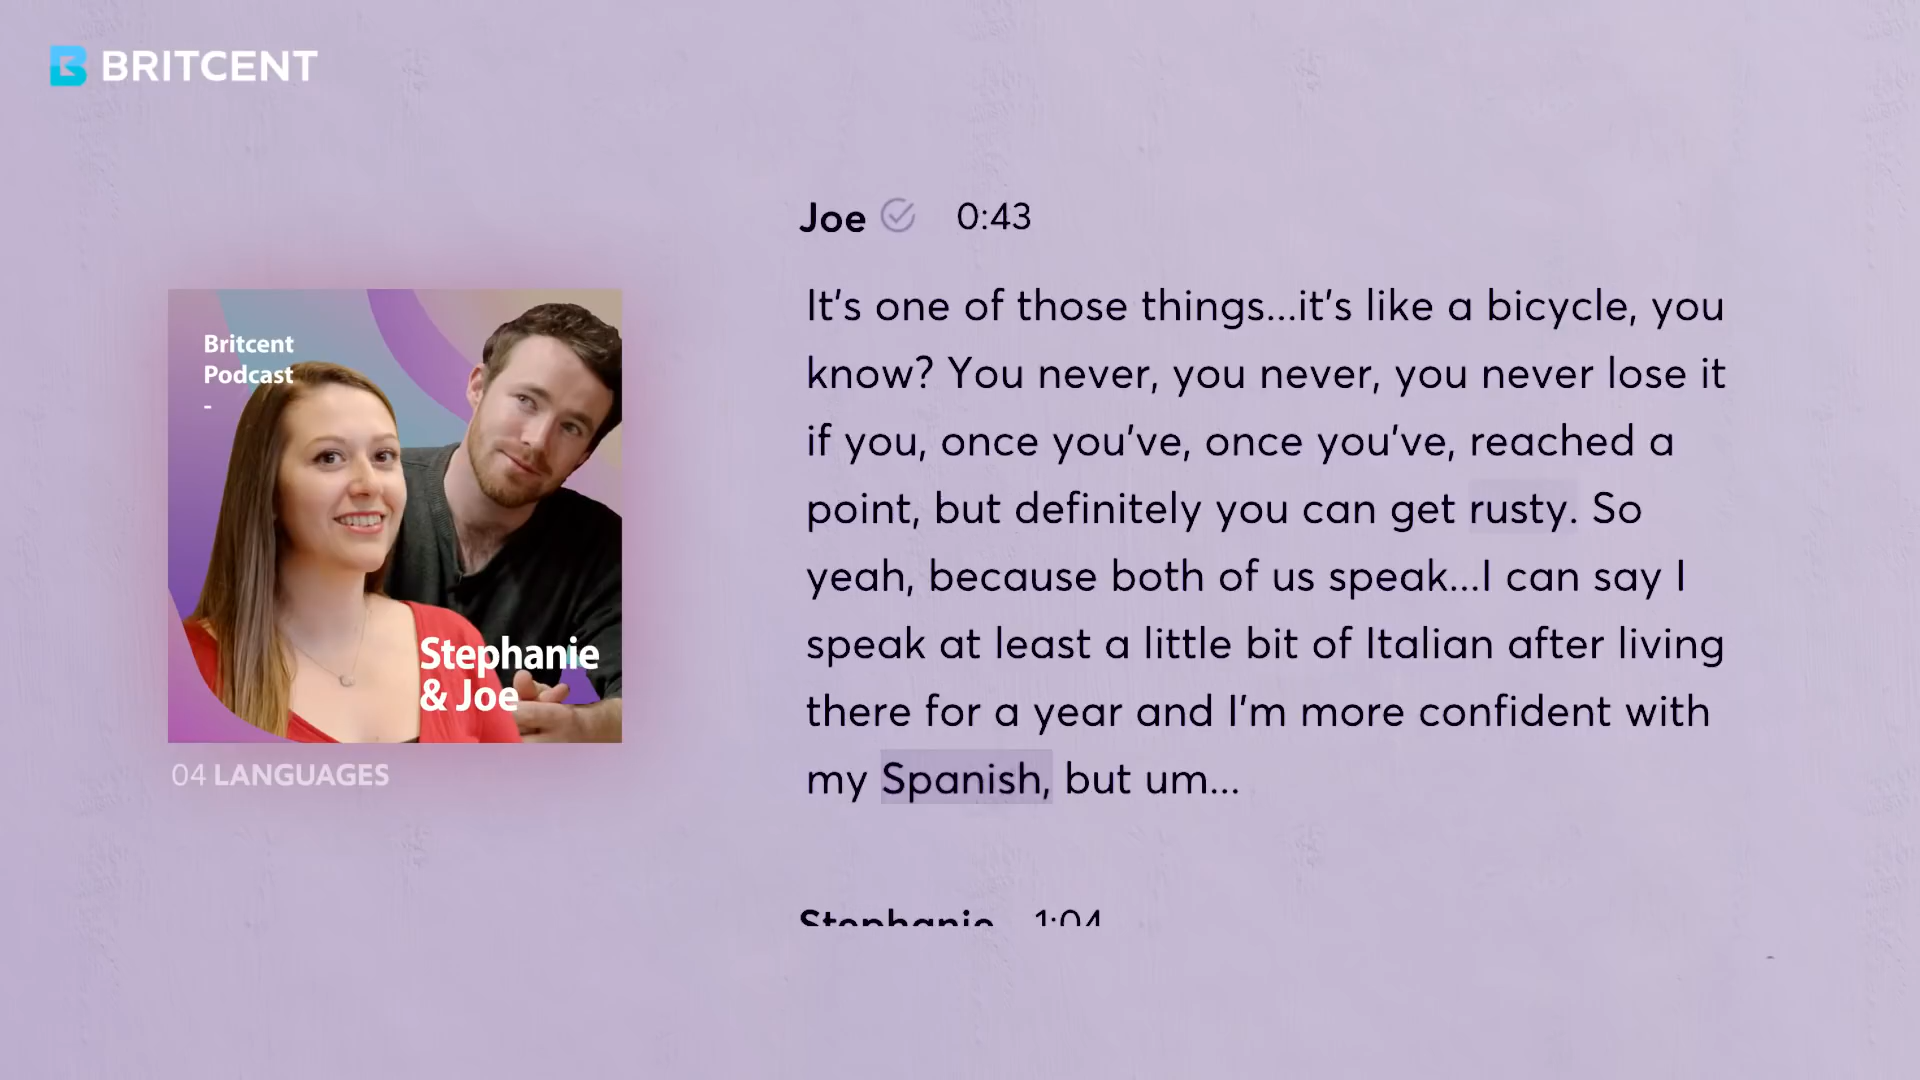 BRITCENT
Joe 0:43
It's one of those things...it's like a bicycle, you
know? You never, you never, you never lose it
if you, once you've, once you've, reached a
point, but definitely you can get rusty. So
yeah, because both of us speak...I can say I
speak at least a little bit of Italian after living
there for a year and I'm more confident with
my Spanish, but um...
Stephanie 1:04
Britcent
Podcast
-
Stephanie
& Joe
04 LANGUAGES